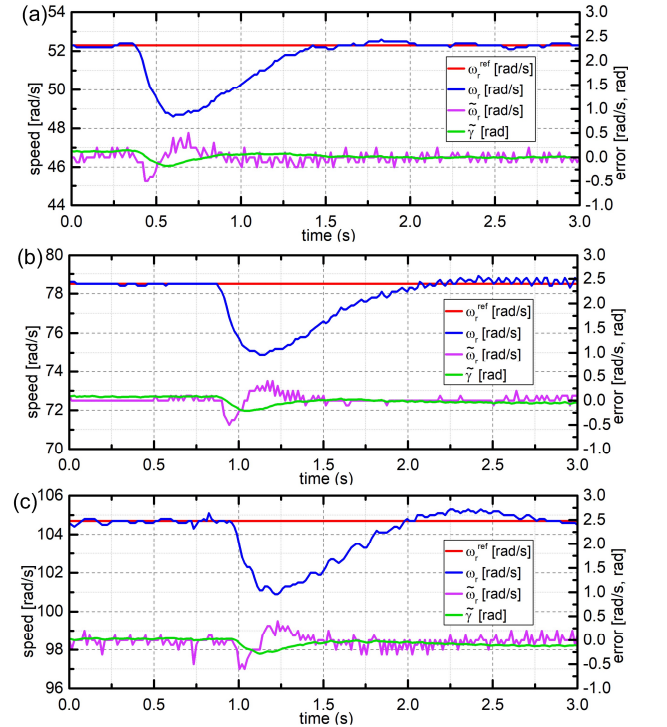 (a)
54
52
50
48
46
44
speed [rad/s]
3.0
2.5
2.0
1.5
1.0
0.5
0.0
-0.5
-1.0
error [rad/s, rad]
ω_r^ref [rad/s]
ω_r [rad/s]
ω̃_r [rad/s]
γ̃ [rad]
0.0 0.5 1.0 1.5 2.0 2.5 3.0
time (s)
(b)
80
78
76
74
72
70
speed [rad/s]
3.0
2.5
2.0
1.5
1.0
0.5
0.0
-0.5
-1.0
error [rad/s, rad]
ω_r^ref [rad/s]
ω_r [rad/s]
ω̃_r [rad/s]
γ̃ [rad]
0.0 0.5 1.0 1.5 2.0 2.5 3.0
time (s)
(c)
106
104
102
100
98
96
speed [rad/s]
3.0
2.5
2.0
1.5
1.0
0.5
0.0
-0.5
-1.0
error [rad/s, rad]
ω_r^ref [rad/s]
ω_r [rad/s]
ω̃_r [rad/s]
γ̃ [rad]
0.0 0.5 1.0 1.5 2.0 2.5 3.0
time (s)